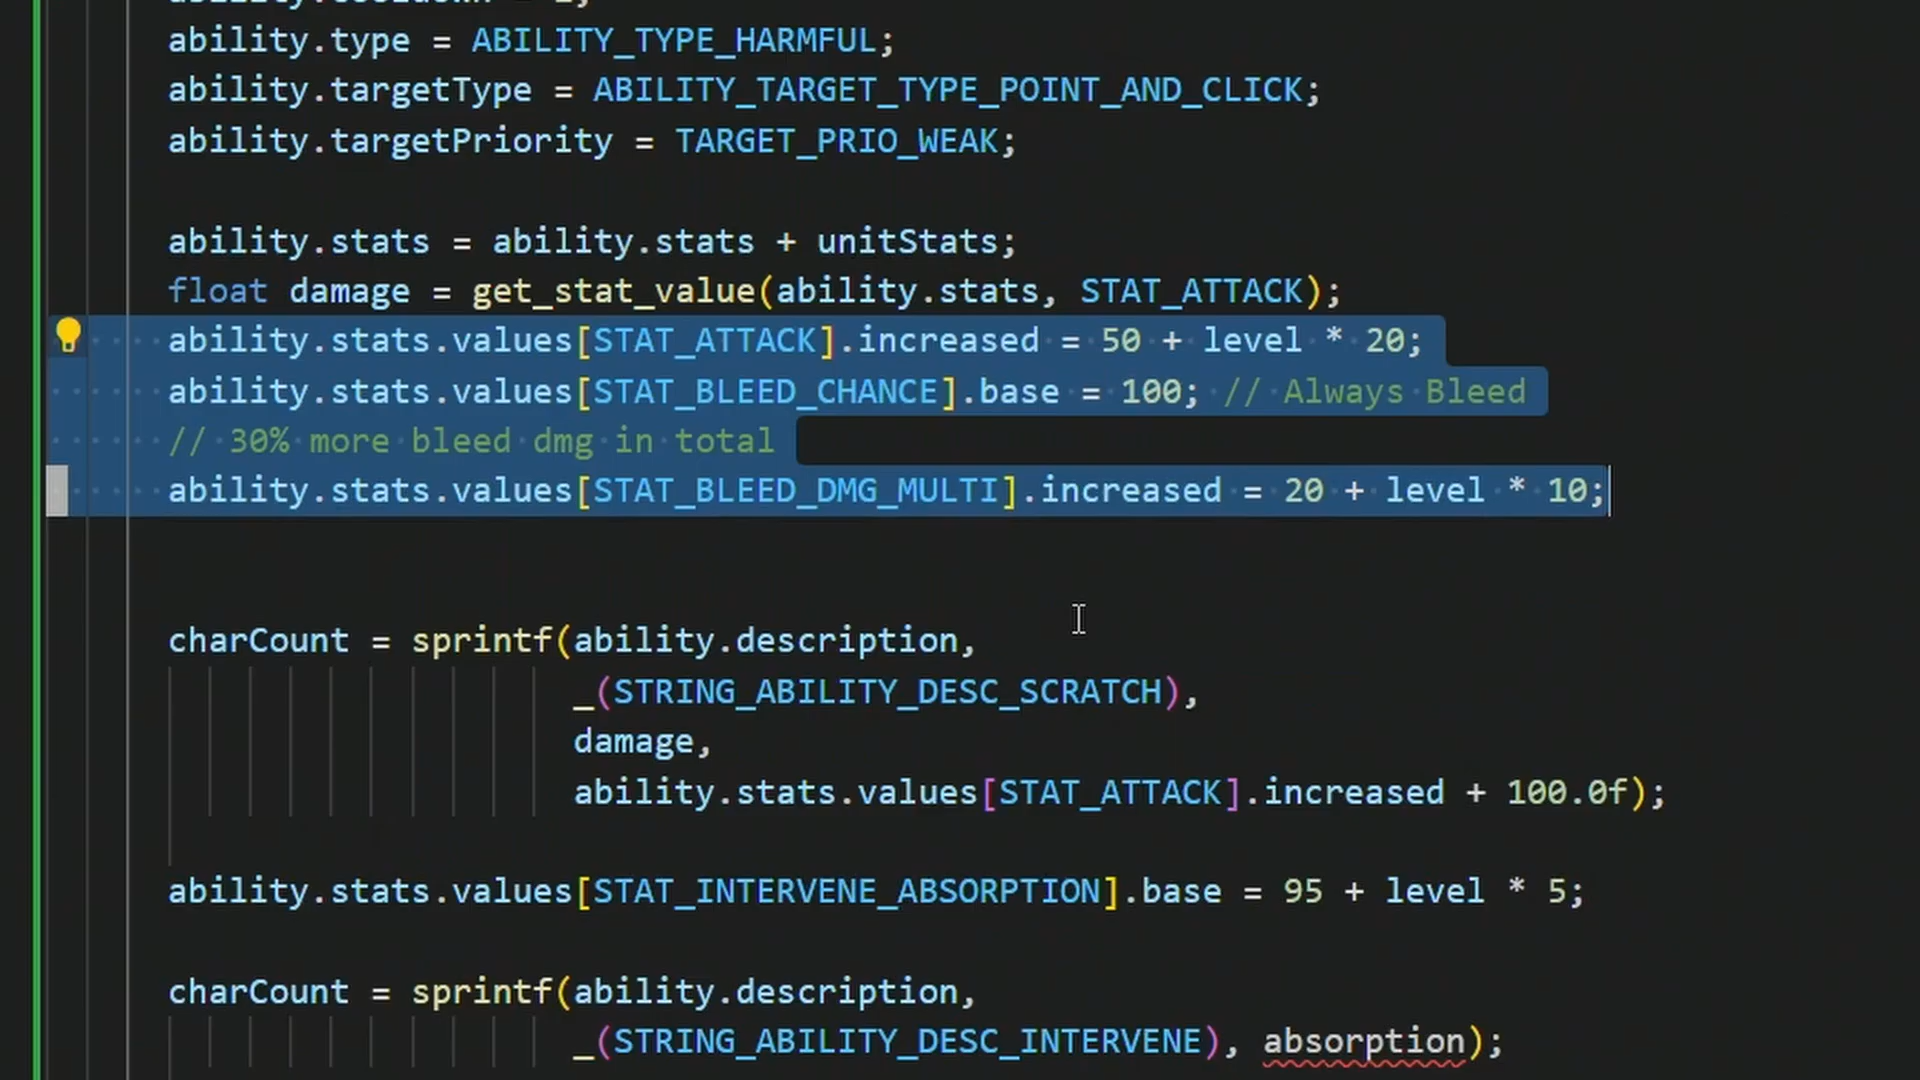 ability.type = ABILITY_TYPE_HARMFUL;
ability.targetType = ABILITY_TARGET_TYPE_POINT_AND_CLICK;
ability.targetPriority = TARGET_PRIO_WEAK;
ability.stats = ability.stats + unitStats;
float damage = get_stat_value(ability.stats, STAT_ATTACK);
ability.stats.values[STAT_ATTACK].increased = 50 + level * 20;
ability.stats.values[STAT_BLEED_CHANCE].base = 100; // Always Bleed
// 30% more bleed dmg in total
ability.stats.values[STAT_BLEED_DMG_MULTI].increased = 20 + level * 10;
charCount = sprintf(ability.description,
_(STRING_ABILITY_DESC_SCRATCH),
damage,
ability.stats.values[STAT_ATTACK].increased + 100.0f);
ability.stats.values[STAT_INTERVENE_ABSORPTION].base = 95 + level * 5;
charCount = sprintf(ability.description,
_(STRING_ABILITY_DESC_INTERVENE), absorption);